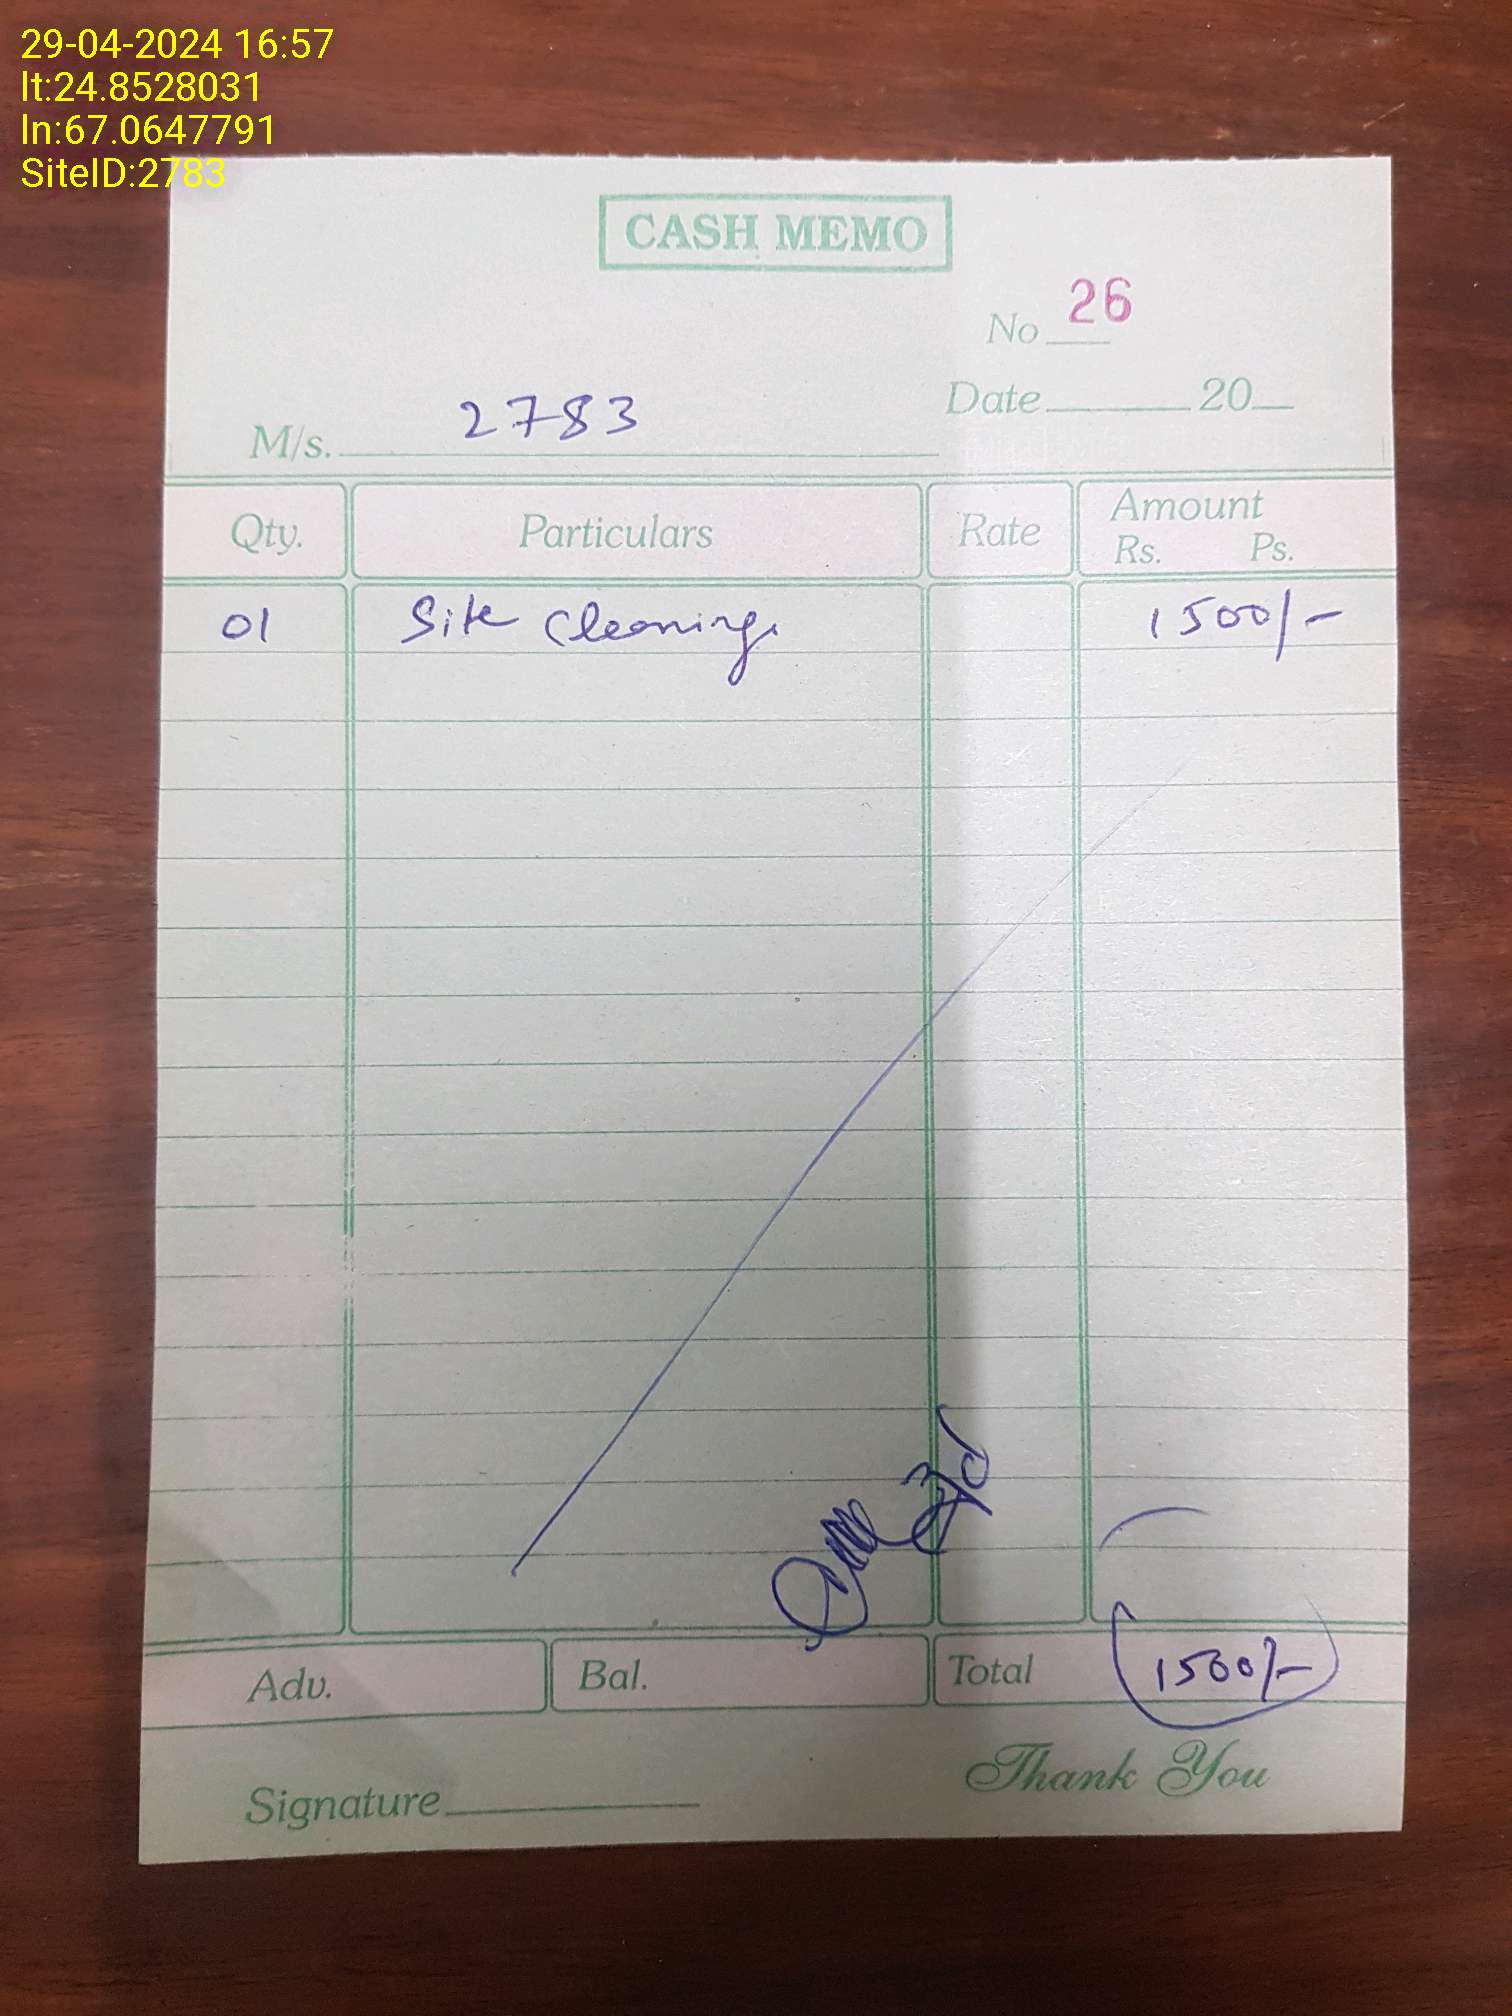 29-04-2024 16:57
lt:24.8528031
ln:67.0647791
SiteID:2783
CASH MEMO
No 26
Date 20
M/s. 2783
Qty. Particulars Rate Amount
Rs. Ps.
01 Site Cleaning 1500/-
Adv. Bal. Total 1500/-
Thank You
Signature